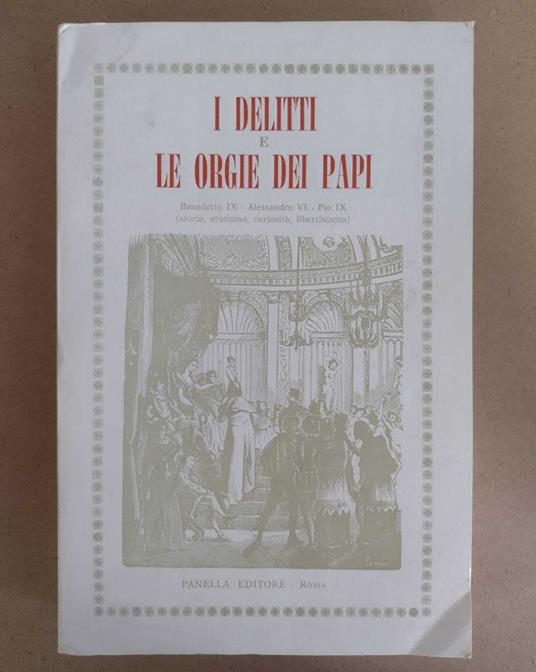 I DELITTI
E
LE ORGIE DEI PAPI
Benedetto IX - Alessandro VI - Pio IX
(storia, erotismo, curiosità, libertinismo)
PANELLA EDITORE - ROMA